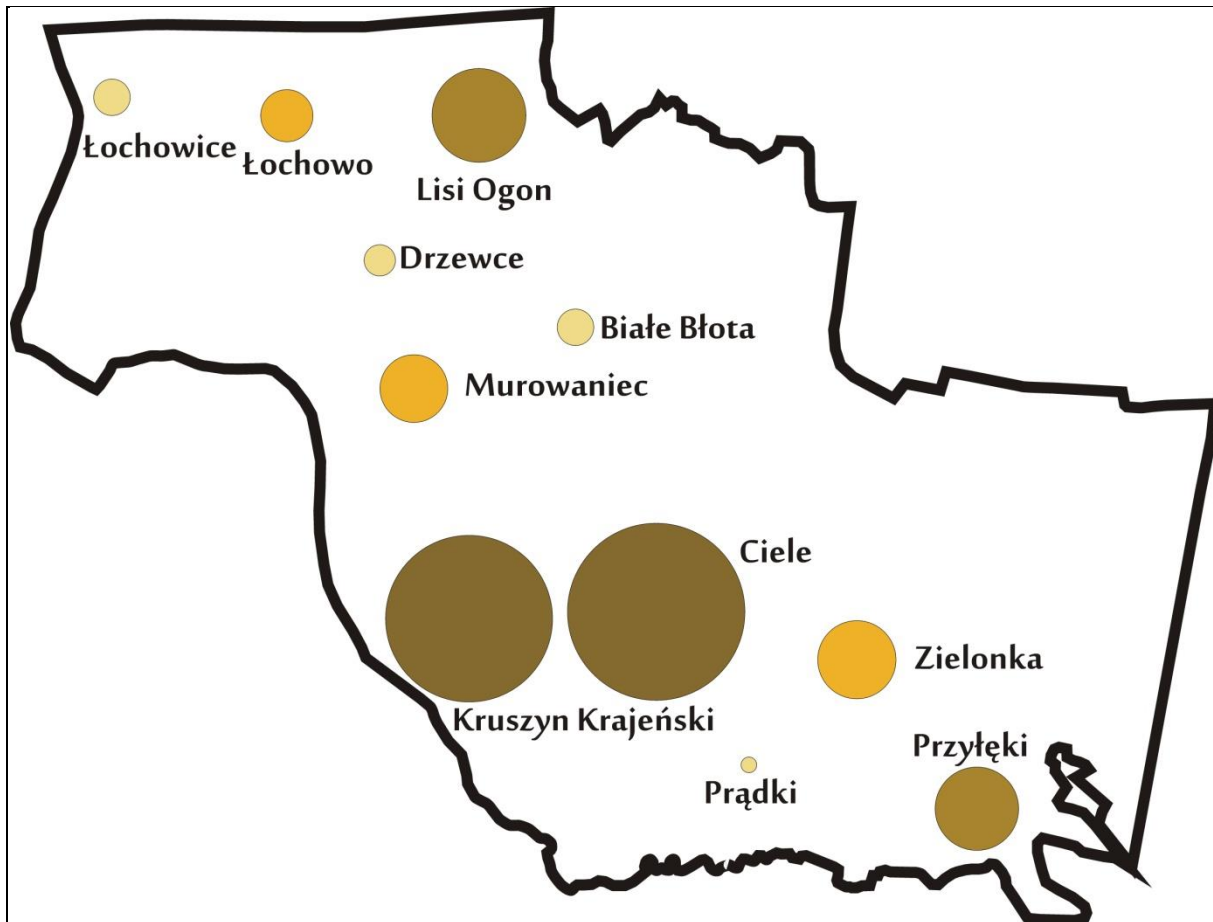 Łochowice
Łochowo
Lisi Ogon
Drzewce
Białe Błota
Murowaniec
Ciele
Zielonka
Kruszyn Krajeński
Przyłęki
Prądki